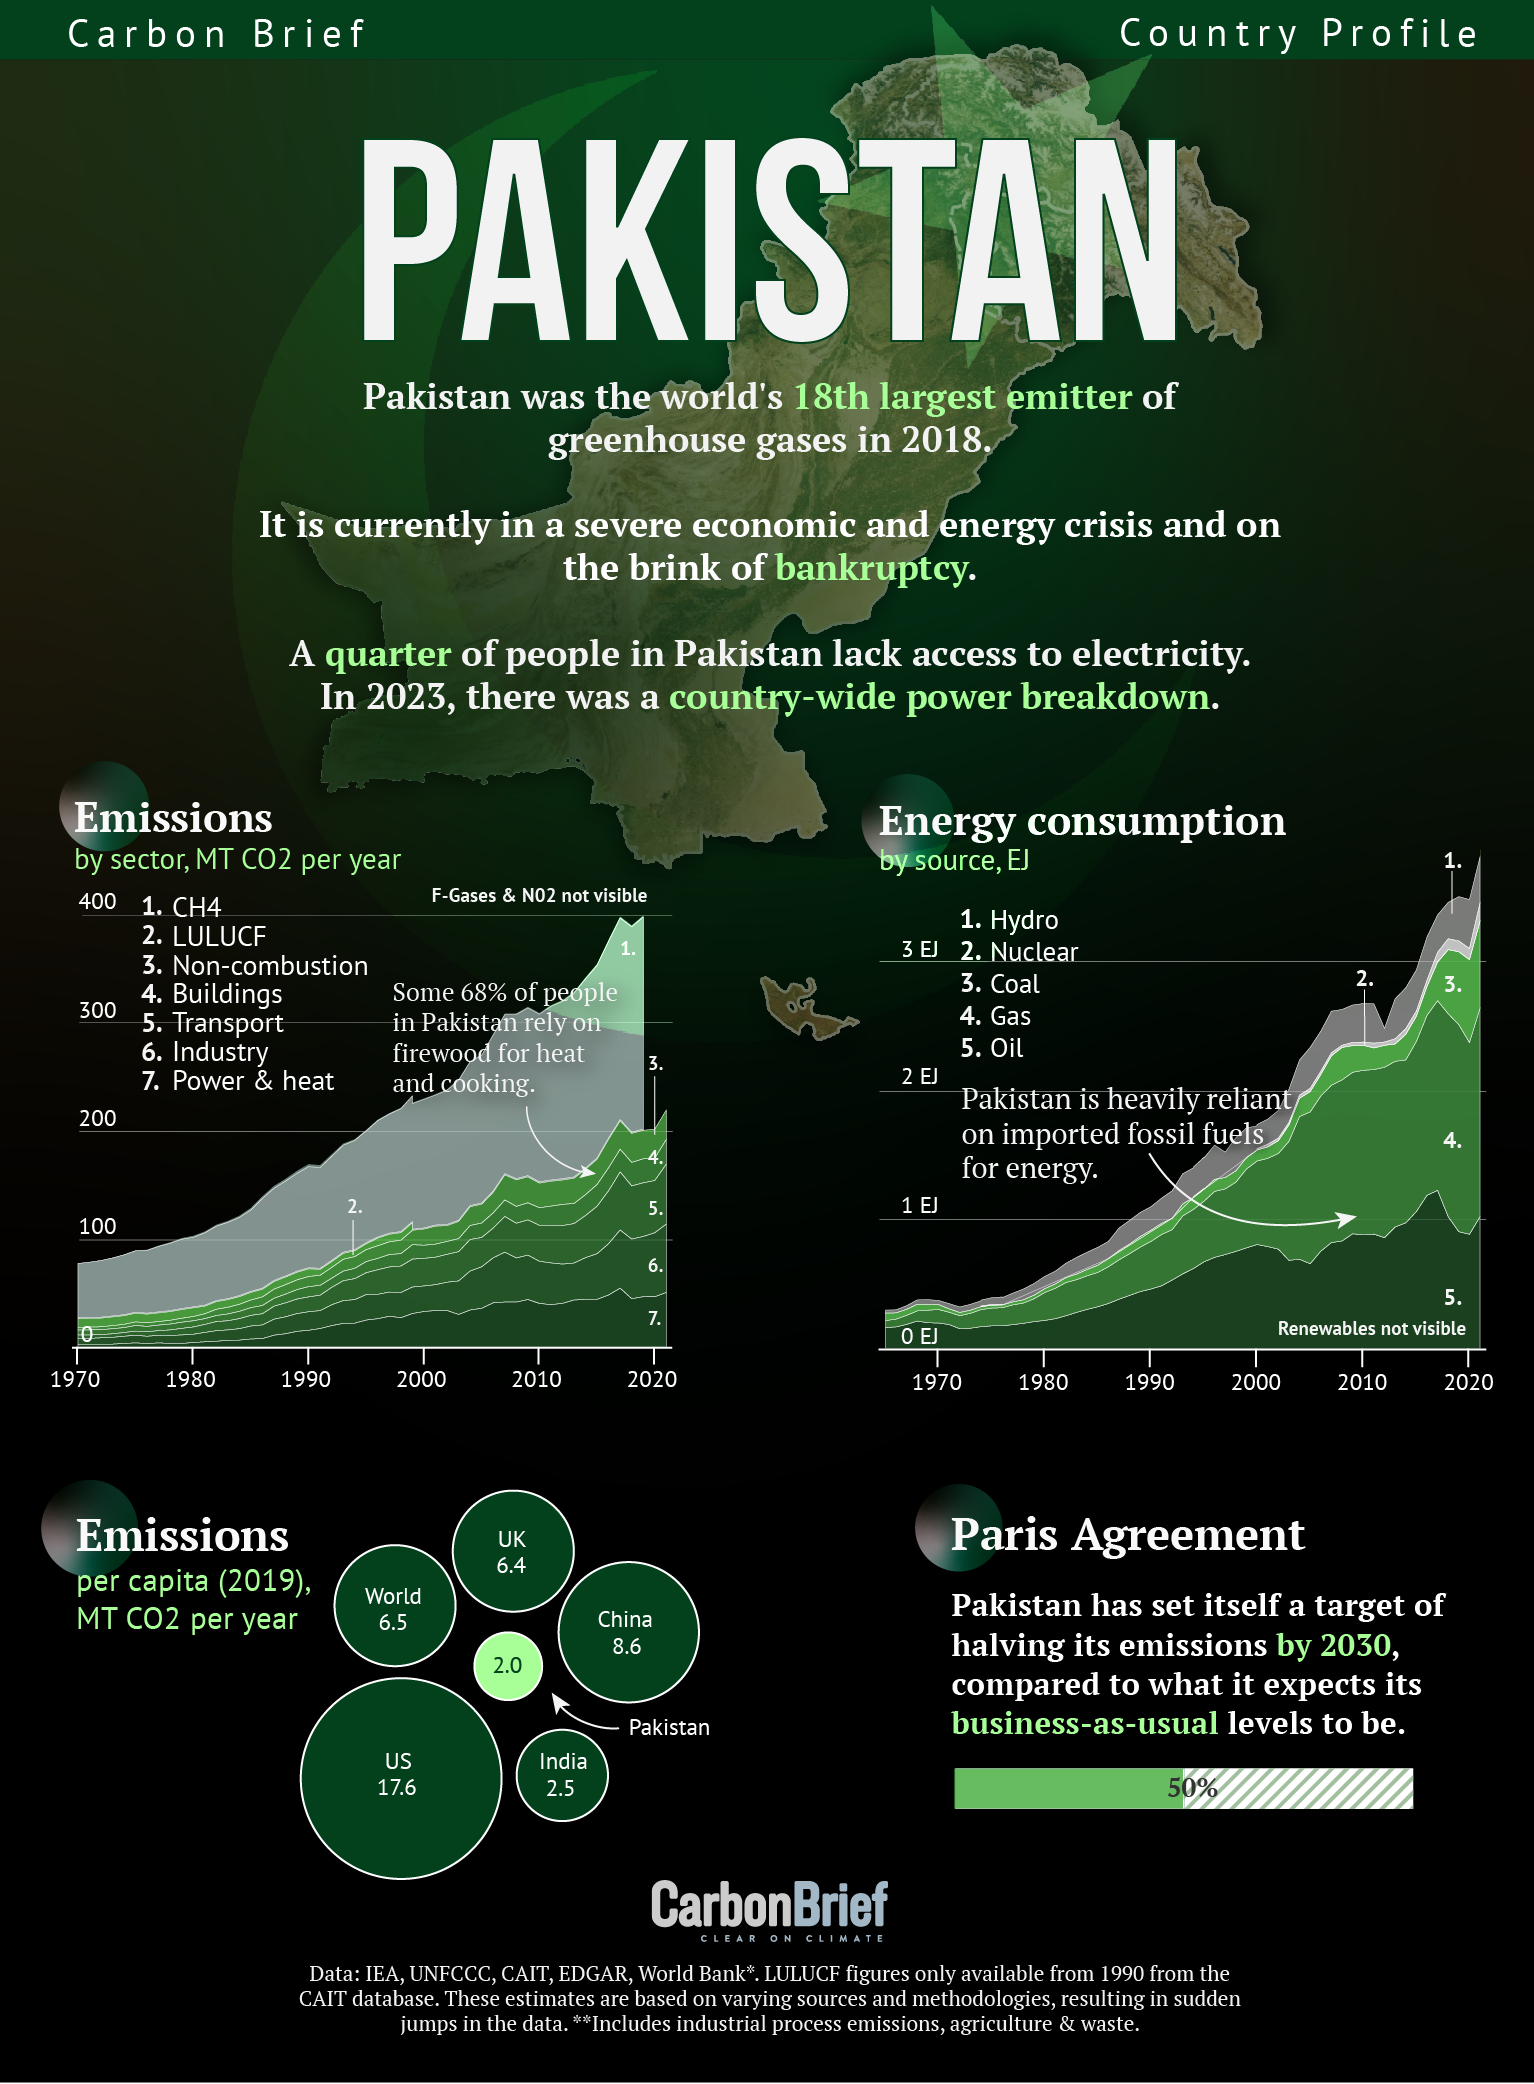 Carbon Brief
Country Profile
PAKISTAN
Pakistan was the world's 18th largest emitter of
greenhouse gases in 2018.
It is currently in a severe economic and energy crisis and on
the brink of bankruptcy.
A quarter of people in Pakistan lack access to electricity.
In 2023, there was a country-wide power breakdown.
Emissions
by sector, MT CO2 per year
F-Gases & N02 not visible
400
300
200
100
0
1. CH4
2. LULUCF
3. Non-combustion
4. Buildings
5. Transport
6. Industry
7. Power & heat
Some 68% of people
in Pakistan rely on
firewood for heat
and cooking.
1.
2.
3.
4.
5.
6.
7.
1970 1980 1990 2000 2010 2020
Energy consumption
by source, EJ
3 EJ
2 EJ
1 EJ
0 EJ
1. Hydro
2. Nuclear
3. Coal
4. Gas
5. Oil
Pakistan is heavily reliant
on imported fossil fuels
for energy.
1.
2.
3.
4.
5.
Renewables not visible
1970 1980 1990 2000 2010 2020
Emissions
per capita (2019),
MT CO2 per year
UK
6.4
World
6.5
China
8.6
2.0
Pakistan
US
17.6
India
2.5
Paris Agreement
Pakistan has set itself a target of
halving its emissions by 2030,
compared to what it expects its
business-as-usual levels to be.
50%
CarbonBrief
CLEAR ON CLIMATE
Data: IEA, UNFCCC, CAIT, EDGAR, World Bank*. LULUCF figures only available from 1990 from the
CAIT database. These estimates are based on varying sources and methodologies, resulting in sudden
jumps in the data. **Includes industrial process emissions, agriculture & waste.